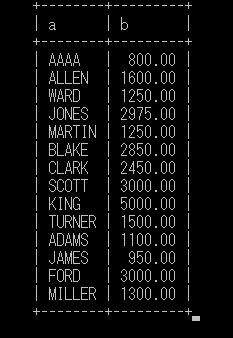 a b
AAAA 800.00
ALLEN 1600.00
WARD 1250.00
JONES 2975.00
MARTIN 1250.00
BLAKE 2850.00
CLARK 2450.00
SCOTT 3000.00
KING 5000.00
TURNER 1500.00
ADAMS 1100.00
JAMES 950.00
FORD 3000.00
MILLER 1300.00